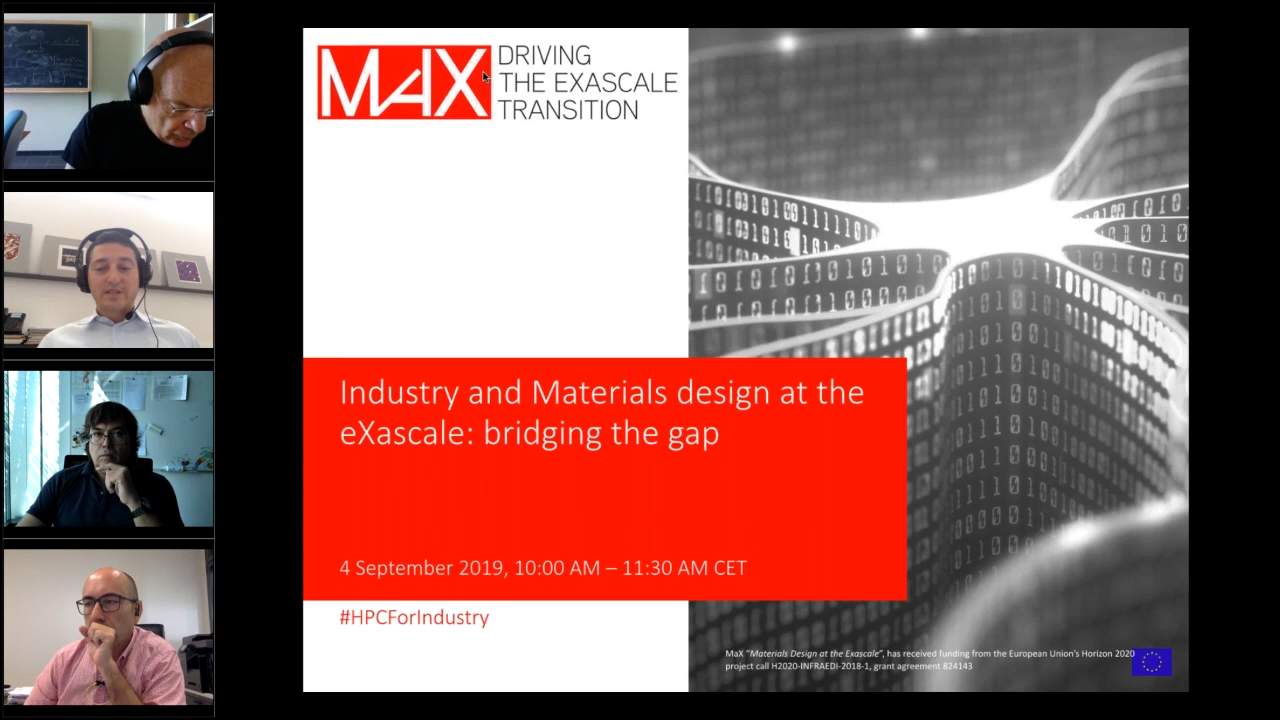 MAX
DRIVING
THE EXASCALE
TRANSITION
Industry and Materials design at the
eXascale: bridging the gap
4 September 2019, 10:00 AM – 11:30 AM CET
#HPCForIndustry
MaX “Materials Design at the Exascale”, has received funding from the European Union’s Horizon 2020
project call H2020-INFRAEDI-2018-1, grant agreement 824143